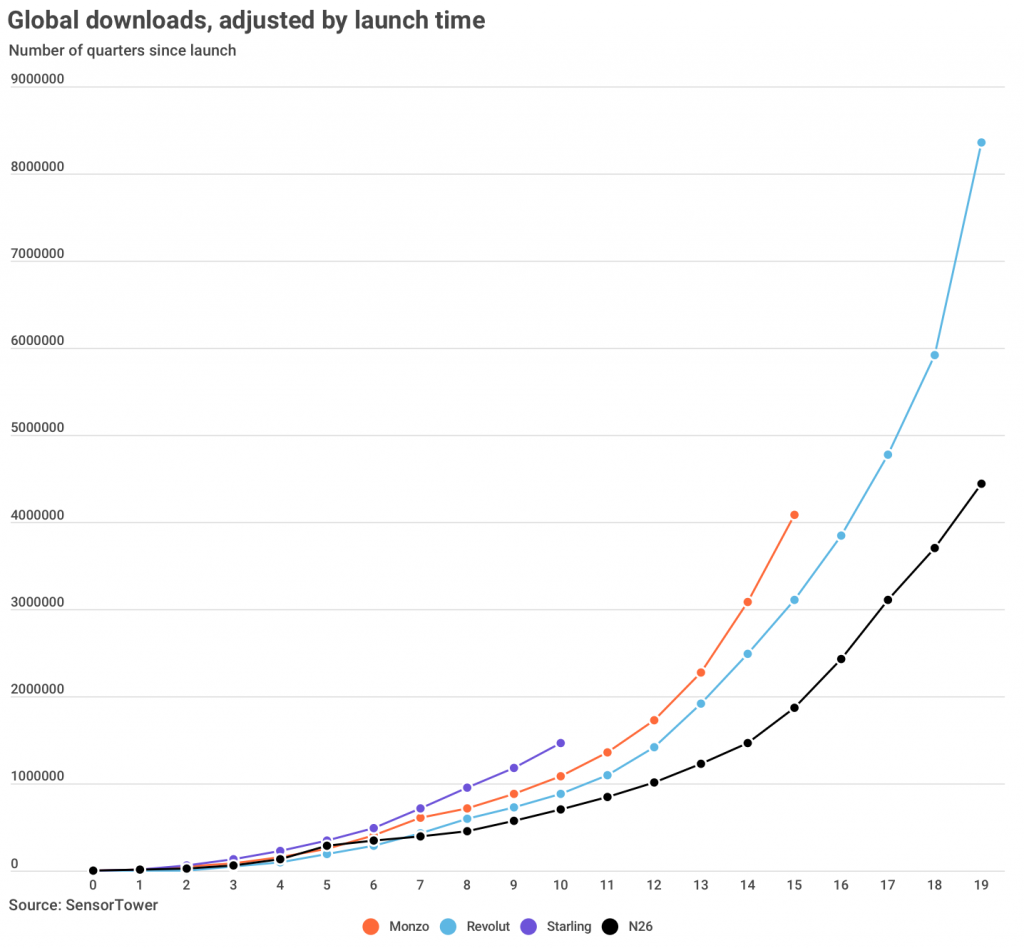 Global downloads, adjusted by launch time
Number of quarters since launch
9000000
8000000
7000000
6000000
5000000
4000000
3000000
2000000
1000000
0
0 1 2 3 4 5 6 7 8 9 10 11 12 13 14 15 16 17 18 19
Source: SensorTower
Monzo Revolut Starling N26